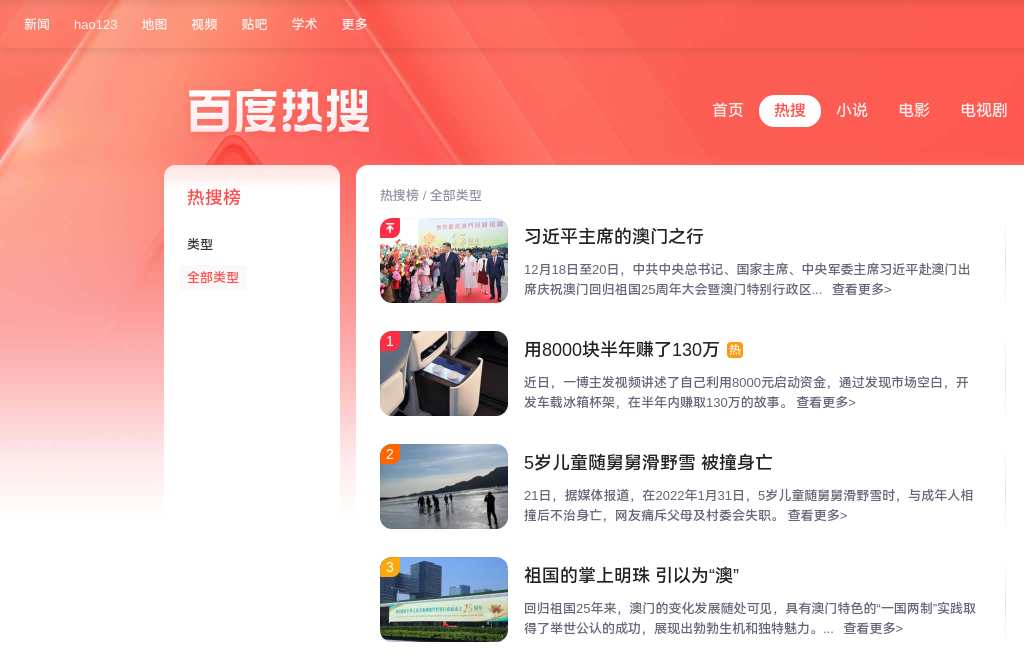 新闻 hao123 地图 视频 贴吧 学术 更多
百度热搜
首页 热搜 小说 电影 电视剧
热搜榜
类型
全部类型
热搜榜 / 全部类型
习近平主席的澳门之行
12月18日至20日，中共中央总书记、国家主席、中央军委主席习近平赴澳门出
席庆祝澳门回归祖国25周年大会暨澳门特别行政区... 查看更多>
1
用8000块半年赚了130万 热
近日，一博主发视频讲述了自己利用8000元启动资金，通过发现市场空白，开
发车载冰箱杯架，在半年内赚取130万的故事。 查看更多>
2
5岁儿童随舅舅滑野雪 被撞身亡
21日，据媒体报道，在2022年1月31日，5岁儿童随舅舅滑野雪时，与成年人相
撞后不治身亡，网友痛斥父母及村委会失职。 查看更多>
3
祖国的掌上明珠 引以为“澳”
回归祖国25年来，澳门的变化发展随处可见，具有澳门特色的“一国两制”实践取
得了举世公认的成功，展现出勃勃生机和独特魅力。... 查看更多>